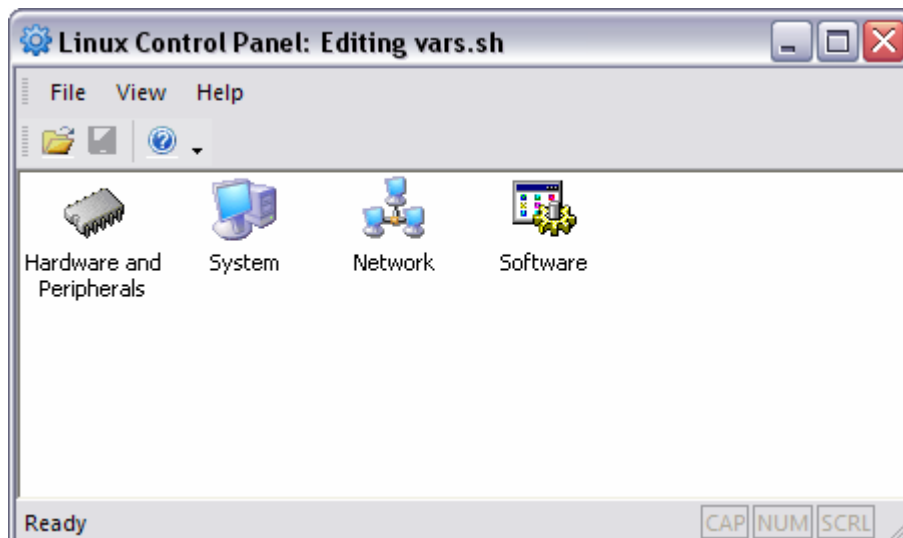 Linux Control Panel: Editing vars.sh
File View Help
Hardware and
Peripherals
System
Network
Software
Ready
CAP NUM SCRL